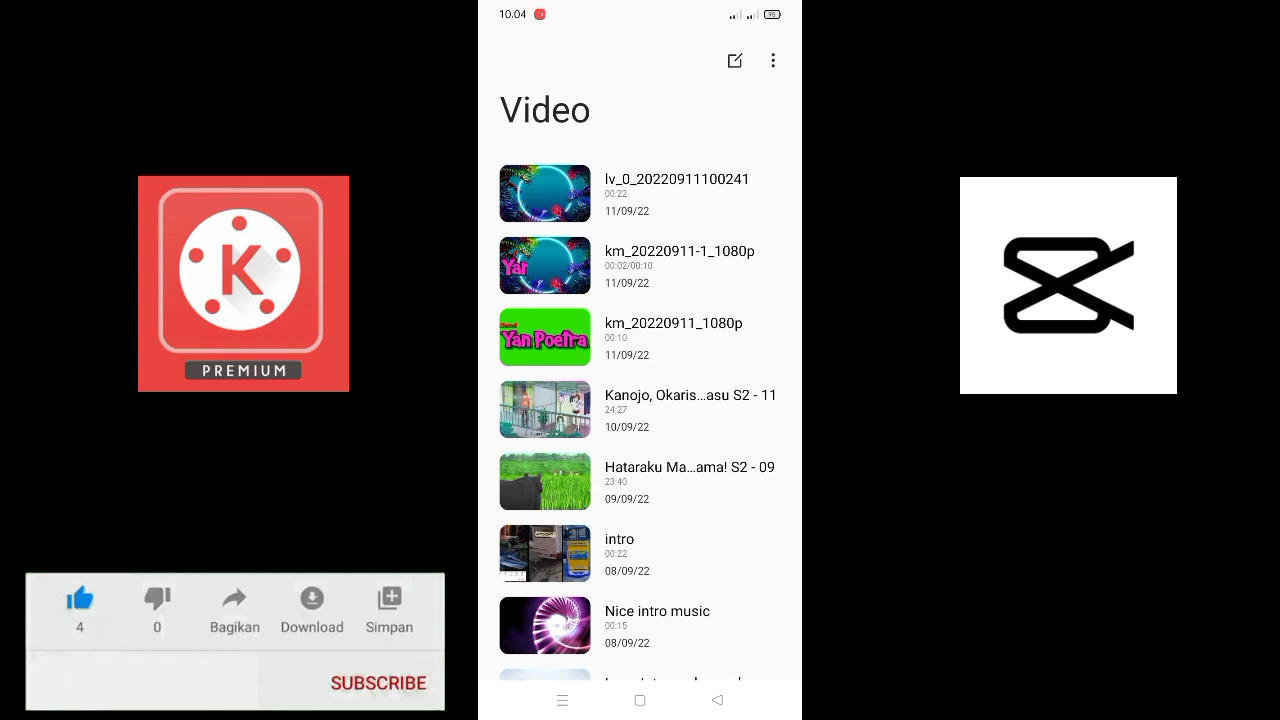 10.04
95
Video
lv_0_20220911100241
00:22
11/09/22
Yar
km_20220911-1_1080p
00:02/00:10
11/09/22
Chanel
Yan Poetra
km_20220911_1080p
00:10
11/09/22
Kanojo, Okaris...asu S2 - 11
24:27
10/09/22
Hataraku Ma...ama! S2 - 09
23:40
09/09/22
intro
00:22
08/09/22
Nice intro music
00:15
08/09/22
K
PREMIUM
4
0
Bagikan
Download
Simpan
SUBSCRIBE